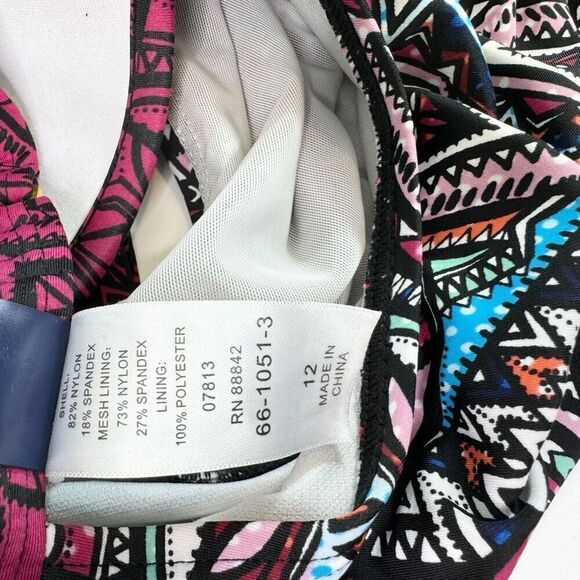 SHELL:
82% NYLON
18% SPANDEX
MESH LINING:
73% NYLON
27% SPANDEX
LINING:
100% POLYESTER
07813
RN 88842
66-1051-3
12
MADE IN
CHINA